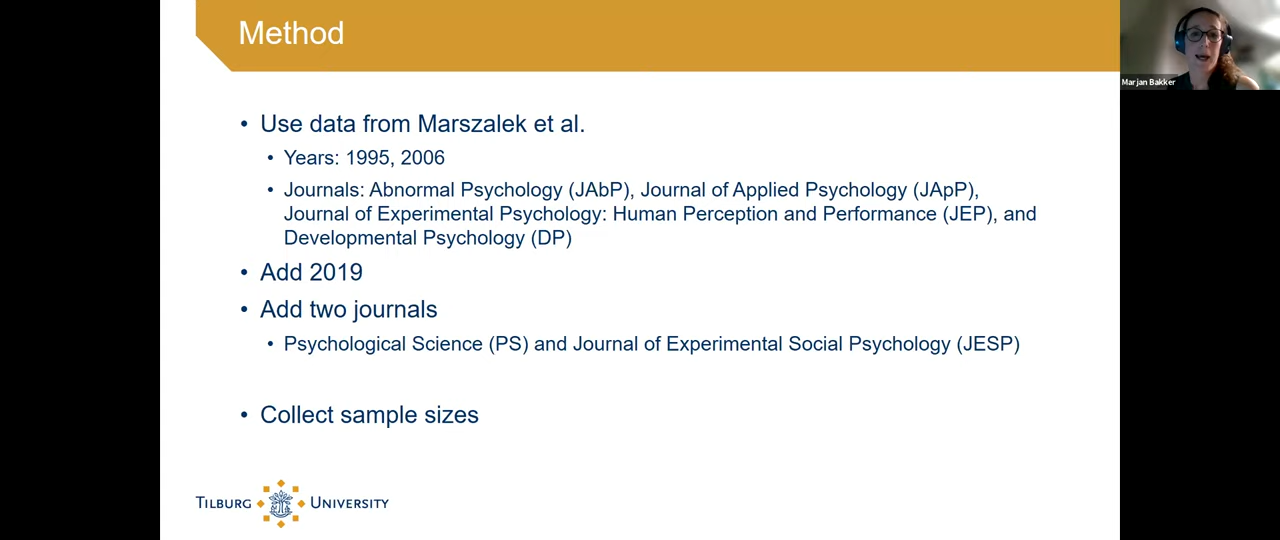 Method
Marjan Bakker
• Use data from Marszalek et al.
• Years: 1995, 2006
• Journals: Abnormal Psychology (JAbP), Journal of Applied Psychology (JApP),
Journal of Experimental Psychology: Human Perception and Performance (JEP), and
Developmental Psychology (DP)
• Add 2019
• Add two journals
• Psychological Science (PS) and Journal of Experimental Social Psychology (JESP)
• Collect sample sizes
TILBURG UNIVERSITY